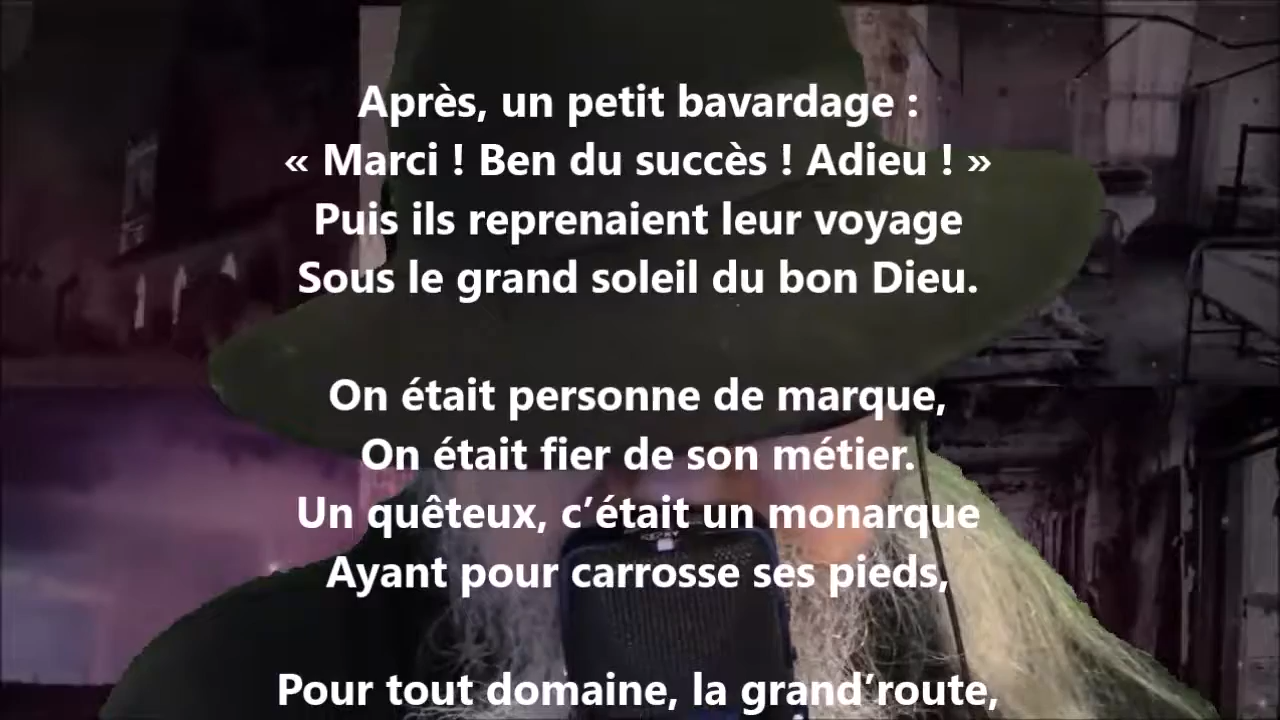 Après, un petit bavardage :
« Marci ! Ben du succès ! Adieu ! »
Puis ils reprenaient leur voyage
Sous le grand soleil du bon Dieu.
On était personne de marque,
On était fier de son métier.
Un quêteux, c’était un monarque
Ayant pour carrosse ses pieds,
Pour tout domaine, la grand’route,